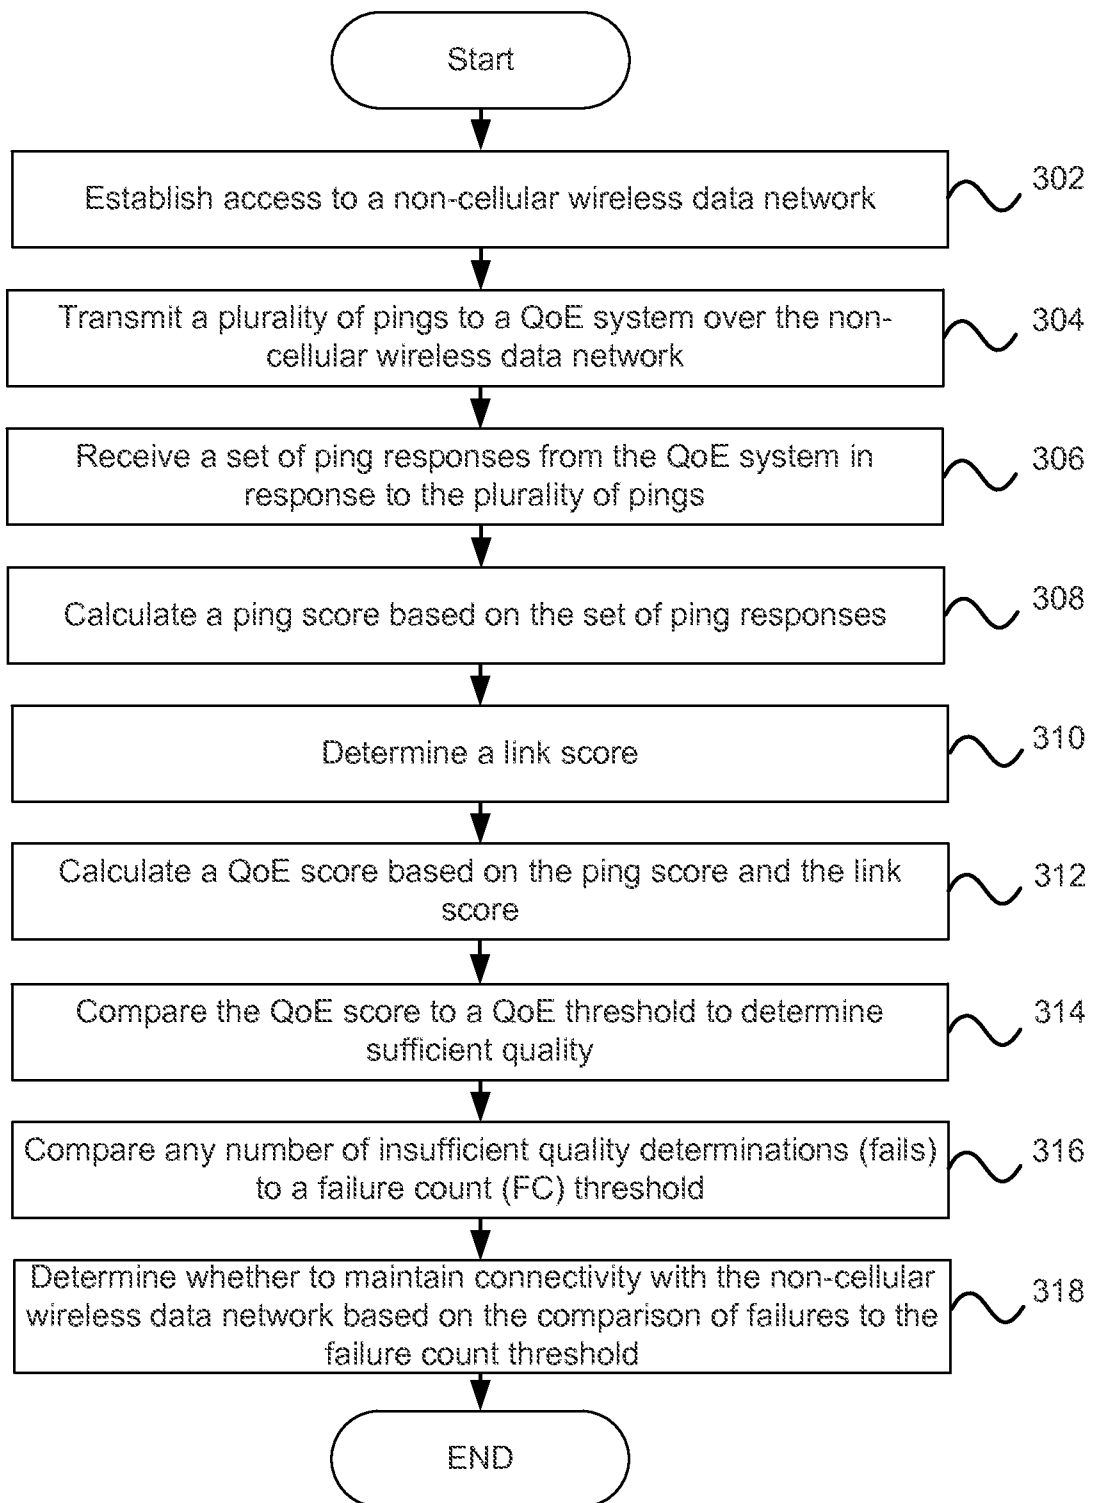 Start
Establish access to a non-cellular wireless data network
302
Transmit a plurality of pings to a QoE system over the non-
cellular wireless data network
304
Receive a set of ping responses from the QoE system in
response to the plurality of pings
306
Calculate a ping score based on the set of ping responses
308
Determine a link score
310
Calculate a QoE score based on the ping score and the link
score
312
Compare the QoE score to a QoE threshold to determine
sufficient quality
314
Compare any number of insufficient quality determinations (fails)
to a failure count (FC) threshold
316
Determine whether to maintain connectivity with the non-cellular
wireless data network based on the comparison of failures to the
failure count threshold
318
END